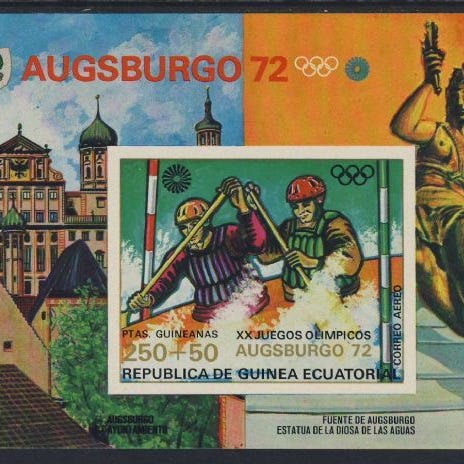 AUGSBURGO 72
PTAS. GUINEANAS
250+50
XX JUEGOS OLIMPICOS
AUGSBURGO 72
CORREO AEREO
REPUBLICA DE GUINEA ECUATORIAL
AUGSBURGO
AYUNTAMIENTO
FUENTE DE AUGSBURGO
ESTATUA DE LA DIOSA DE LAS AGUAS